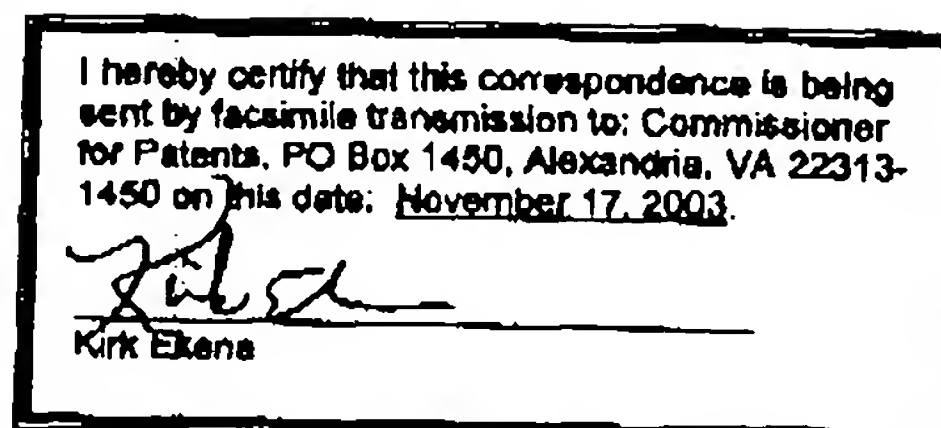 I hereby certify that this correspondence is being
sent by facsimile transmission to: Commissioner
for Patents, PO Box 1450, Alexandria, VA 22313-
1450 on this date: November 17, 2003.
Kirk Ekena